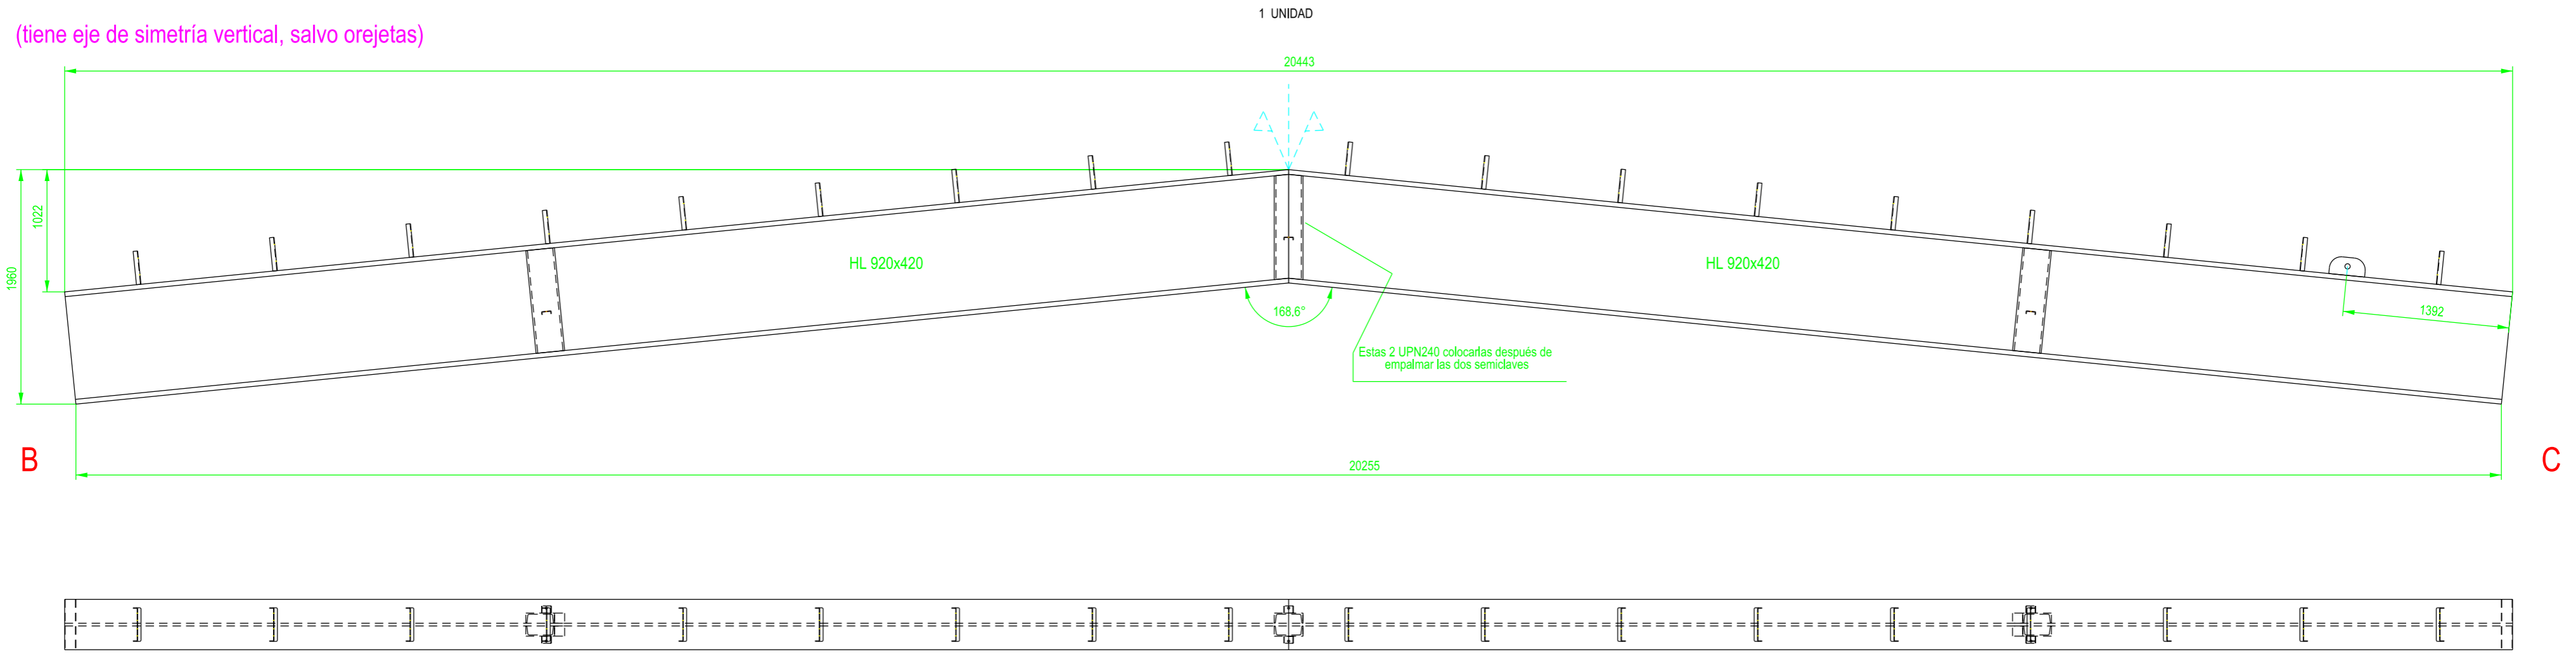 1 UNIDAD
(tiene eje de simetría vertical, salvo orejetas)
20443
1022
1960
HL 920x420
HL 920x420
168,6°
1392
Estas 2 UPN240 colocarlas después de
empalmar las dos semiclaves
B
C
20255